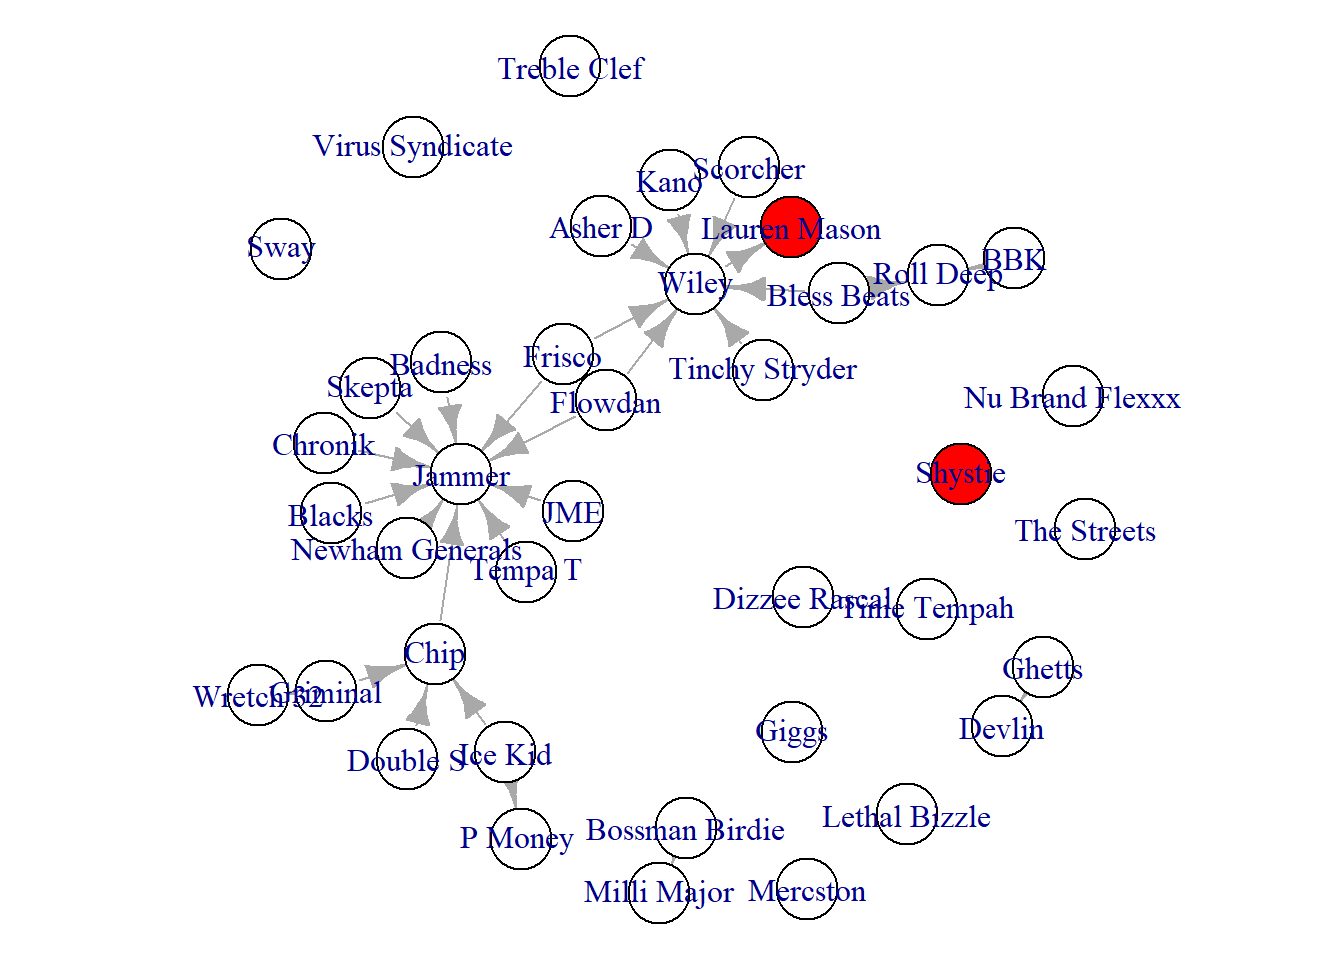 Treble Clef
Virus Syndicate
Scorcher
Kano
Asher D
Lauren Mason
Sway
Wiley
Roll Deep
BBK
Bless Beats
Frisco
Badness
Tinchy Stryder
Skepta
Flowdan
Nu Brand Flexxx
Chronik
Jammer
Shystie
Blacks
JME
The Streets
Newham Generals
Tempa T
Dizzee Rascal
Tinie Tempah
Chip
Ghetts
Wretch 32
Griminal
Devlin
Giggs
Double S
Ice Kid
Lethal Bizzle
Bossman Birdie
P Money
Milli Major
Mercston